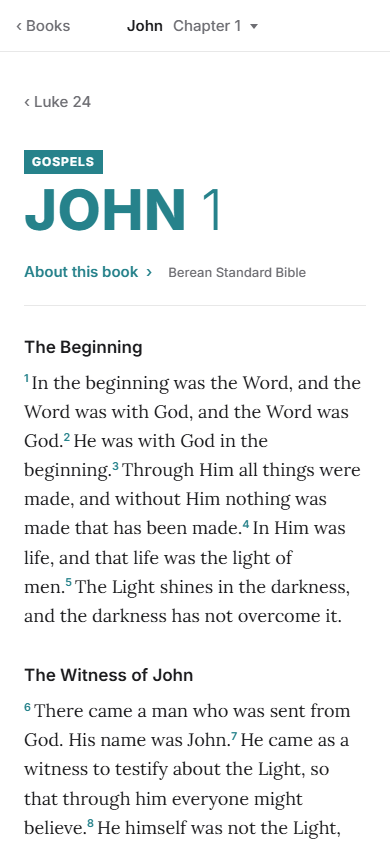 ‹ Books John Chapter 1
‹ Luke 24
GOSPELS
JOHN 1
About this book › Berean Standard Bible
The Beginning
1 In the beginning was the Word, and the
Word was with God, and the Word was
God. 2 He was with God in the
beginning. 3 Through Him all things were
made, and without Him nothing was
made that has been made. 4 In Him was
life, and that life was the light of
men. 5 The Light shines in the darkness,
and the darkness has not overcome it.
The Witness of John
6 There came a man who was sent from
God. His name was John. 7 He came as a
witness to testify about the Light, so
that through him everyone might
believe. 8 He himself was not the Light,